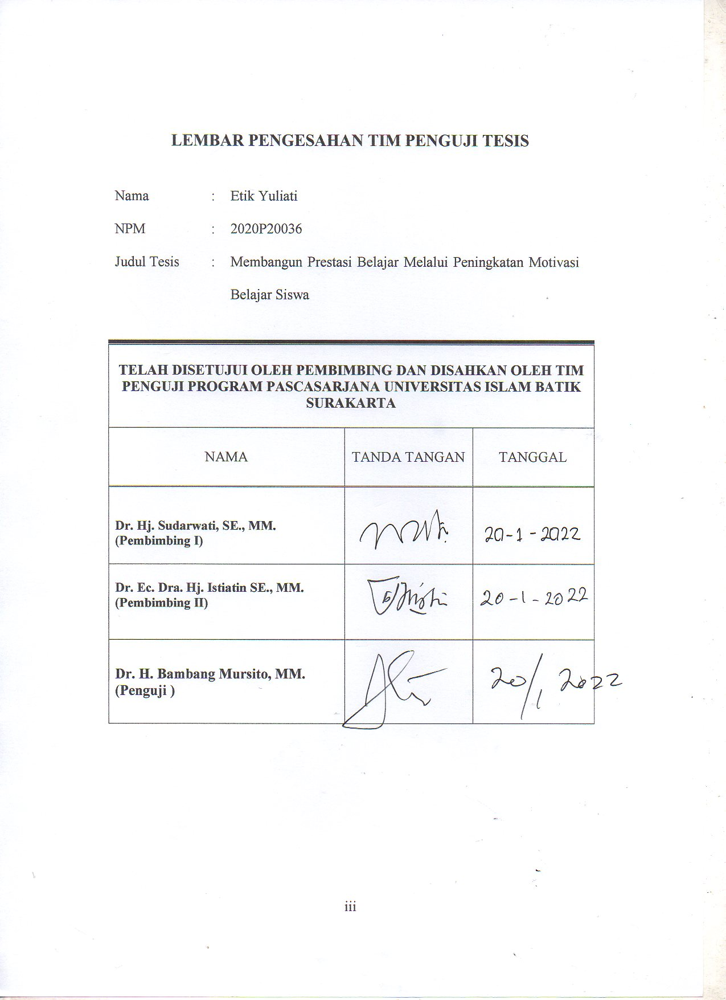 LEMBAR PENGESAHAN TIM PENGUJI TESIS
Nama : Etik Yuliati
NPM : 2020P20036
Judul Tesis : Membangun Prestasi Belajar Melalui Peningkatan Motivasi
Belajar Siswa
TELAH DISETUJUI OLEH PEMBIMBING DAN DISAHKAN OLEH TIM
PENGUJI PROGRAM PASCASARJANA UNIVERSITAS ISLAM BATIK
SURAKARTA
NAMA TANDA TANGAN TANGGAL
Dr. Hj. Sudarwati, SE., MM.
(Pembimbing I)
20-1-2022
Dr. Ec. Dra. Hj. Istiatin SE., MM.
(Pembimbing II)
20-1-2022
Dr. H. Bambang Mursito, MM.
(Penguji )
20/1 2022
iii